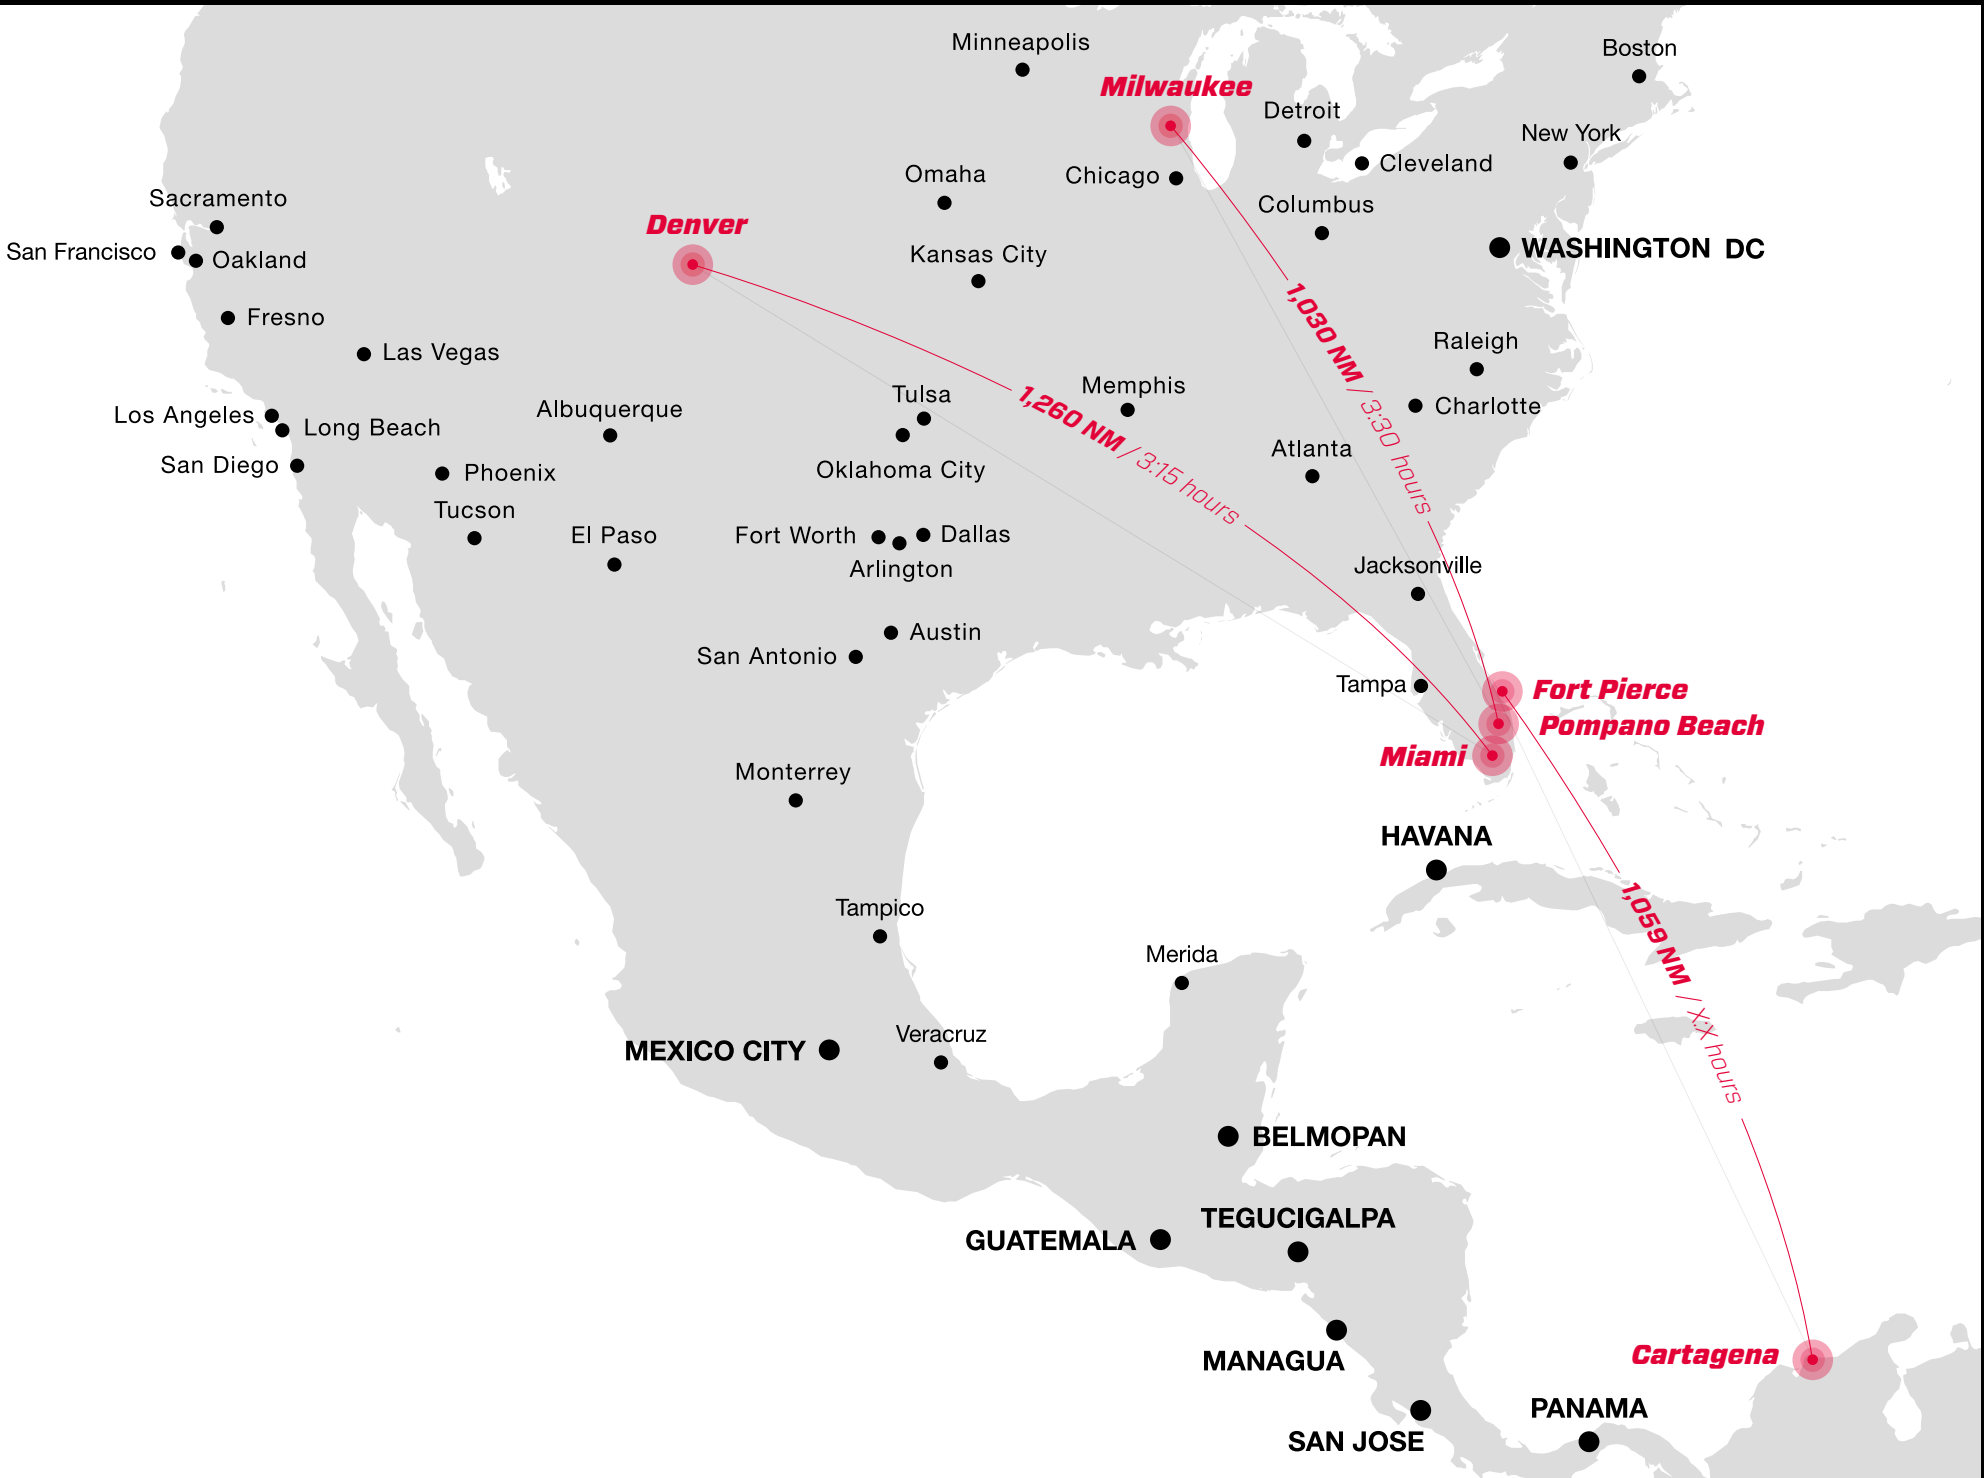 Minneapolis
Boston
Milwaukee
Detroit
New York
Cleveland
Omaha
Chicago
Sacramento
Columbus
Denver
San Francisco
Oakland
Kansas City
WASHINGTON DC
Fresno
1,030 NM / 3:30 hours
Raleigh
Las Vegas
Memphis
Tulsa
1,260 NM / 3:15 hours
Los Angeles
Long Beach
Albuquerque
Charlotte
Atlanta
San Diego
Phoenix
Oklahoma City
Tucson
El Paso
Fort Worth
Dallas
Arlington
Jacksonville
Austin
San Antonio
Tampa
Fort Pierce
Pompano Beach
Miami
Monterrey
HAVANA
Tampico
1,059 NM / X:X hours
Merida
Veracruz
MEXICO CITY
BELMOPAN
TEGUCIGALPA
GUATEMALA
MANAGUA
Cartagena
PANAMA
SAN JOSE